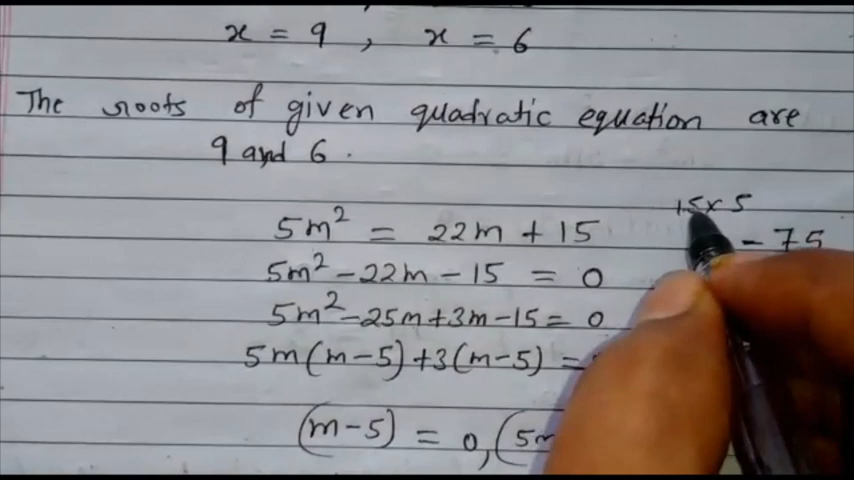 x = 9 , x = 6
The roots of given quadratic equation are
9 and 6 .
15 x 5
5m² = 22m + 15
- 75
5m² - 22m - 15 = 0
5m² - 25m + 3m - 15 = 0
5m(m - 5) + 3(m - 5) =
(m - 5) = 0, (5m